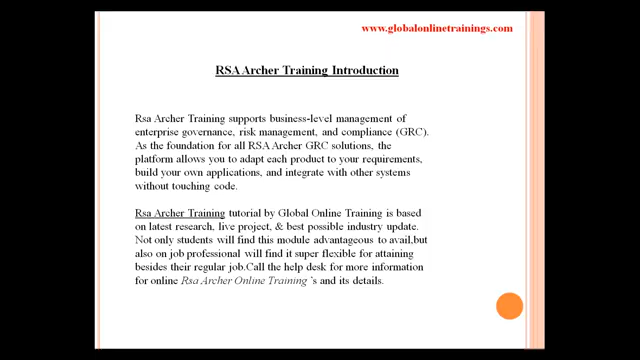 www.globalonlinetrainings.com
RSA Archer Training Introduction
Rsa Archer Training supports business-level management of
enterprise governance, risk management, and compliance (GRC).
As the foundation for all RSA Archer GRC solutions, the
platform allows you to adapt each product to your requirements,
build your own applications, and integrate with other systems
without touching code.
Rsa Archer Training tutorial by Global Online Training is based
on latest research, live project, & best possible industry update.
Not only students will find this module advantageous to avail,but
also on job professional will find it super flexible for attaining
besides their regular job.Call the help desk for more information
for online Rsa Archer Online Training 's and its details.